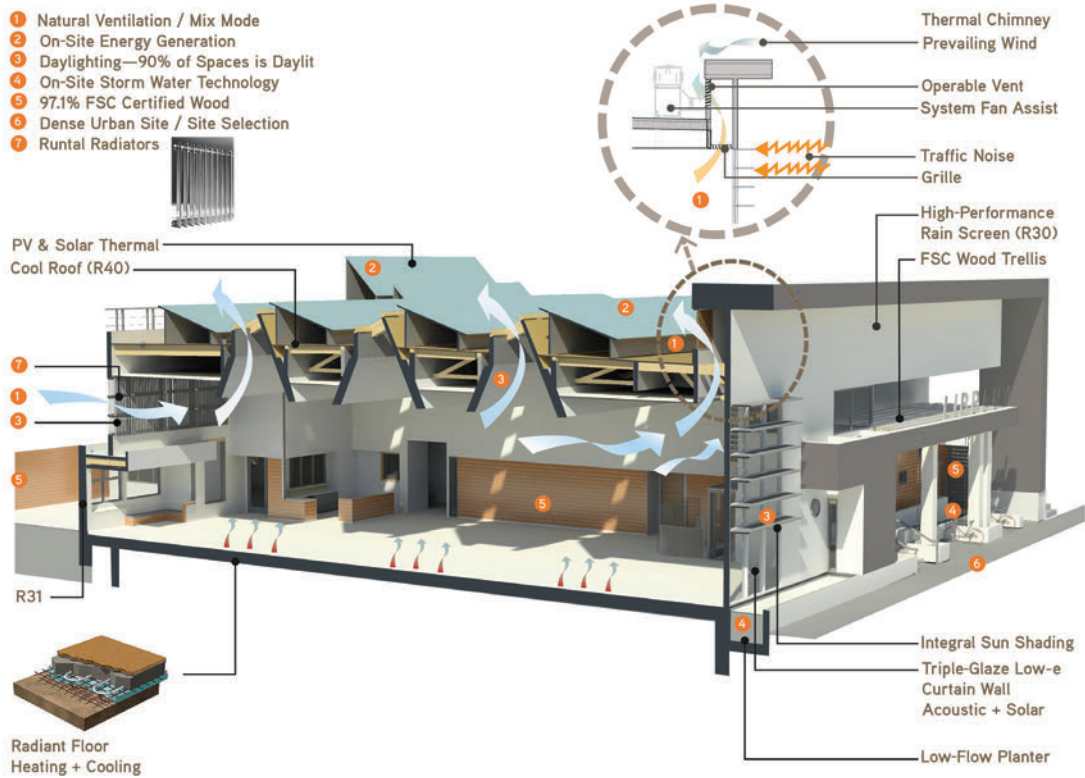 1 Natural Ventilation / Mix Mode
2 On-Site Energy Generation
3 Daylighting—90% of Spaces is Daylit
4 On-Site Storm Water Technology
5 97.1% FSC Certified Wood
6 Dense Urban Site / Site Selection
7 Runtal Radiators
Thermal Chimney
Prevailing Wind
Operable Vent
System Fan Assist
Traffic Noise
Grille
1
High-Performance
Rain Screen (R30)
FSC Wood Trellis
PV & Solar Thermal
Cool Roof (R40)
2
2
1
7
1
3
3
5
5
3
5
4
6
4
LIBRARY
R31
Radiant Floor
Heating + Cooling
Integral Sun Shading
Triple-Glaze Low-e
Curtain Wall
Acoustic + Solar
Low-Flow Planter